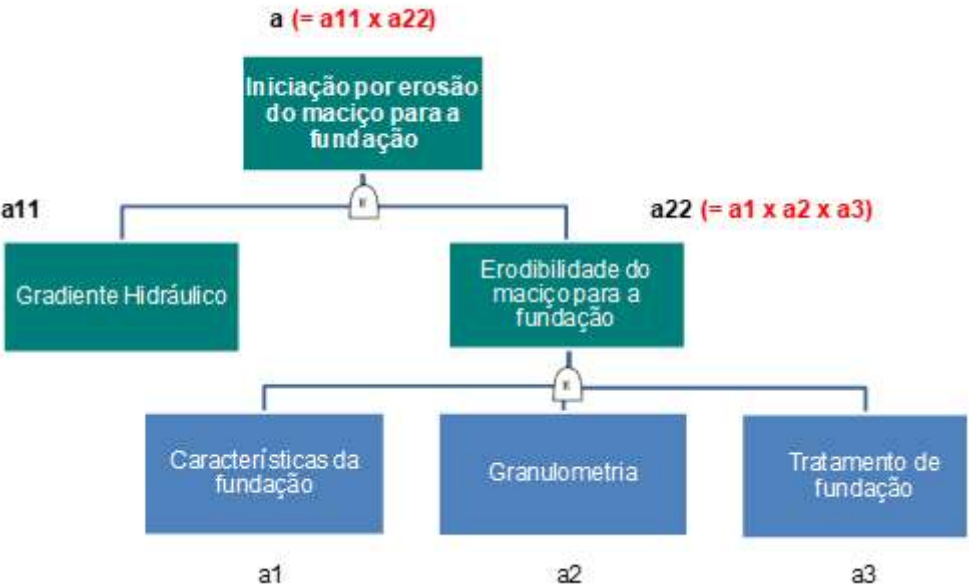 a (= a11 x a22)
Iniciação por erosão
do maciço para a
fundação
a11
a22 (= a1 x a2 x a3)
Gradiente Hidráulico
Erodibilidade do
maciço para a
fundação
Características da
fundação
Granulometria
Tratamento de
fundação
a1
a2
a3